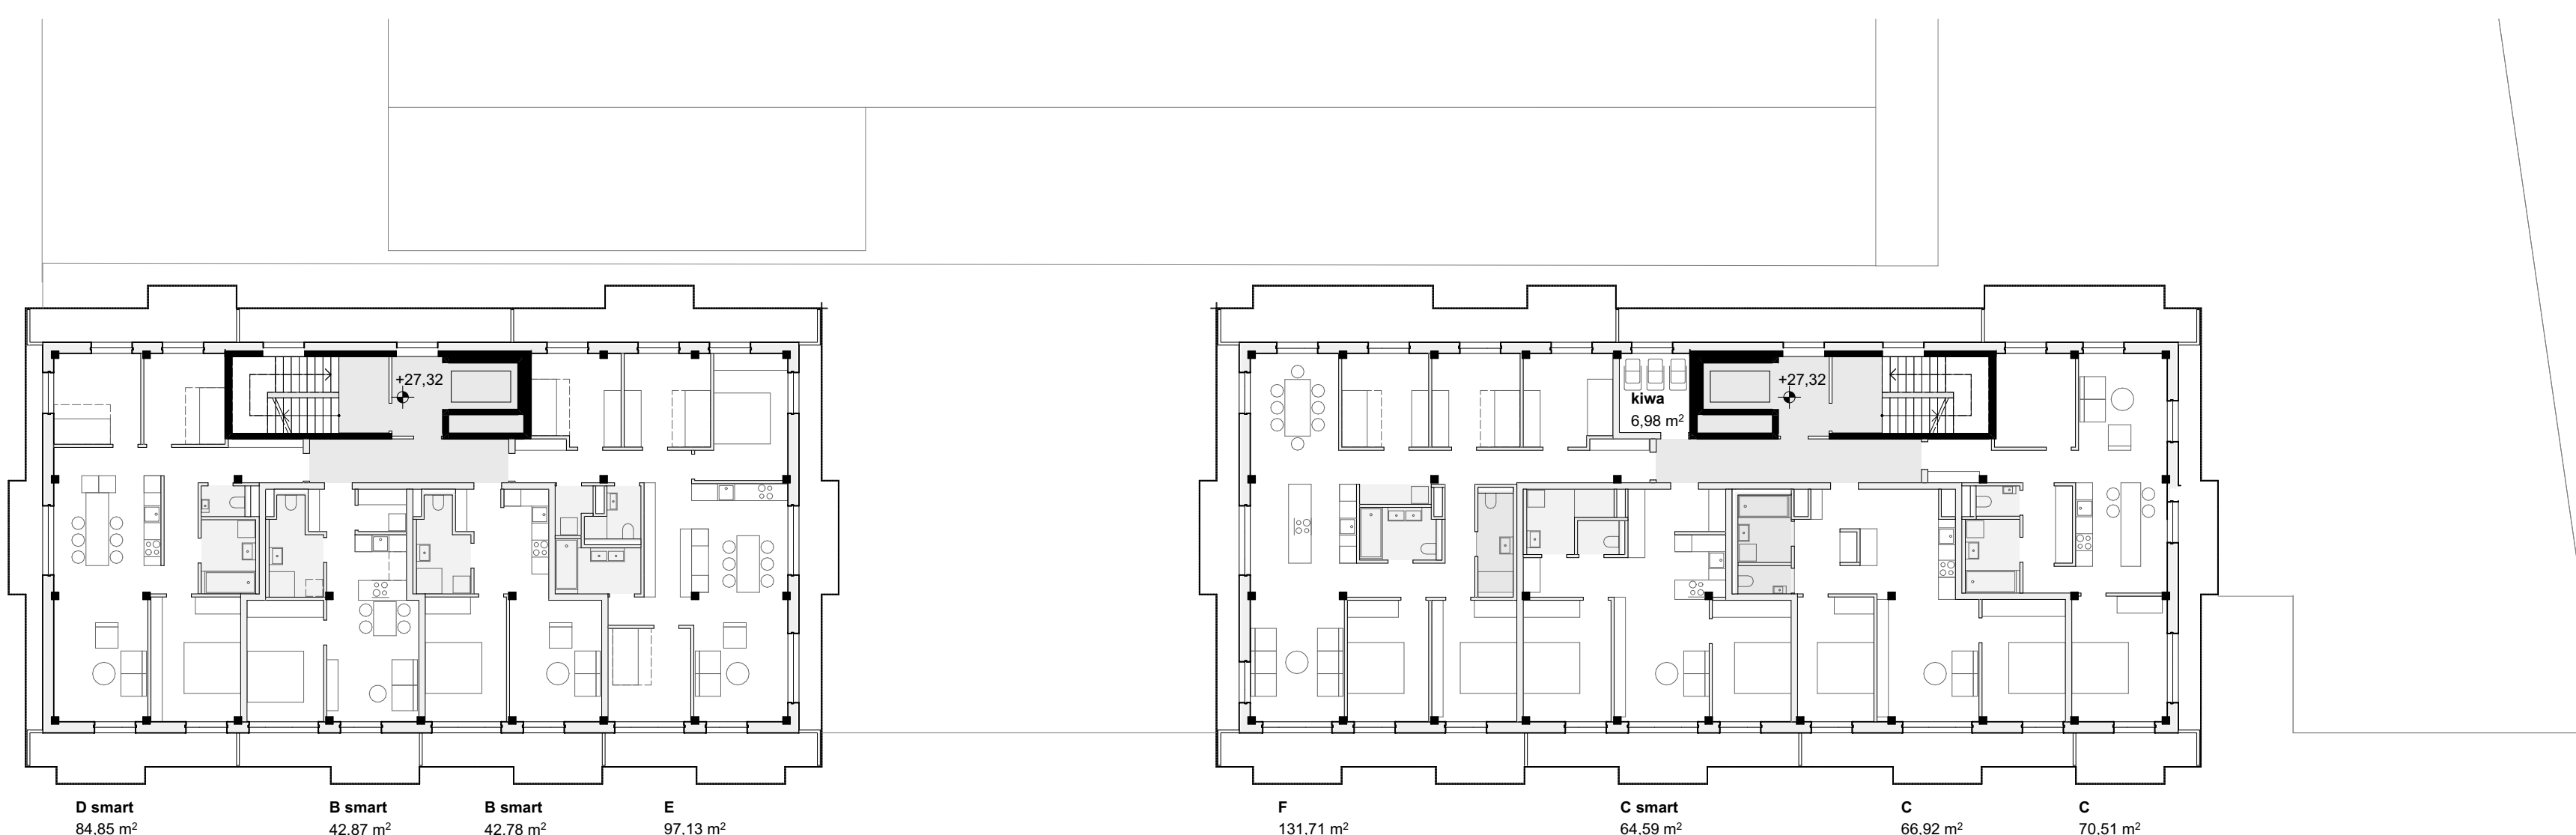 +27,32
+27,32
kiwa
6,98 m²
D smart
84,85 m²
B smart
42,87 m²
B smart
42,78 m²
E
97,13 m²
F
131,71 m²
C smart
64,59 m²
C
66,92 m²
C
70,51 m²